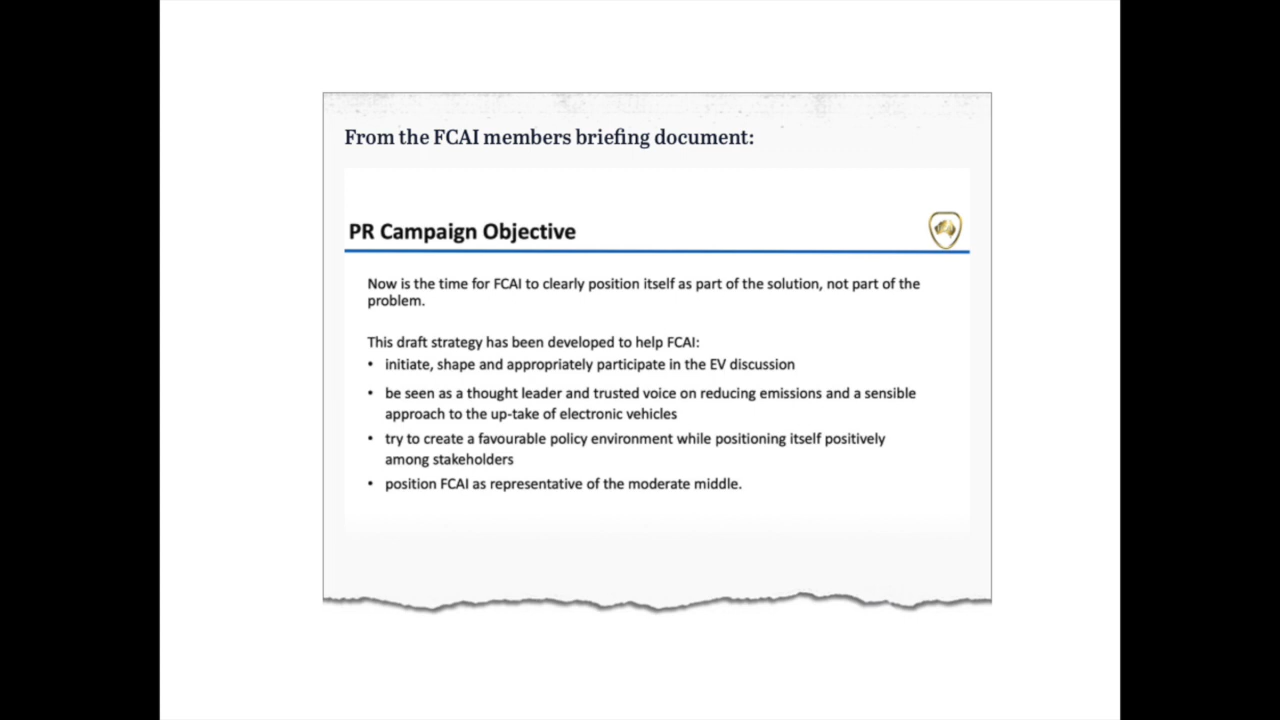 From the FCAI members briefing document:
PR Campaign Objective
Now is the time for FCAI to clearly position itself as part of the solution, not part of the
problem.
This draft strategy has been developed to help FCAI:
• initiate, shape and appropriately participate in the EV discussion
• be seen as a thought leader and trusted voice on reducing emissions and a sensible
approach to the up-take of electronic vehicles
• try to create a favourable policy environment while positioning itself positively
among stakeholders
• position FCAI as representative of the moderate middle.